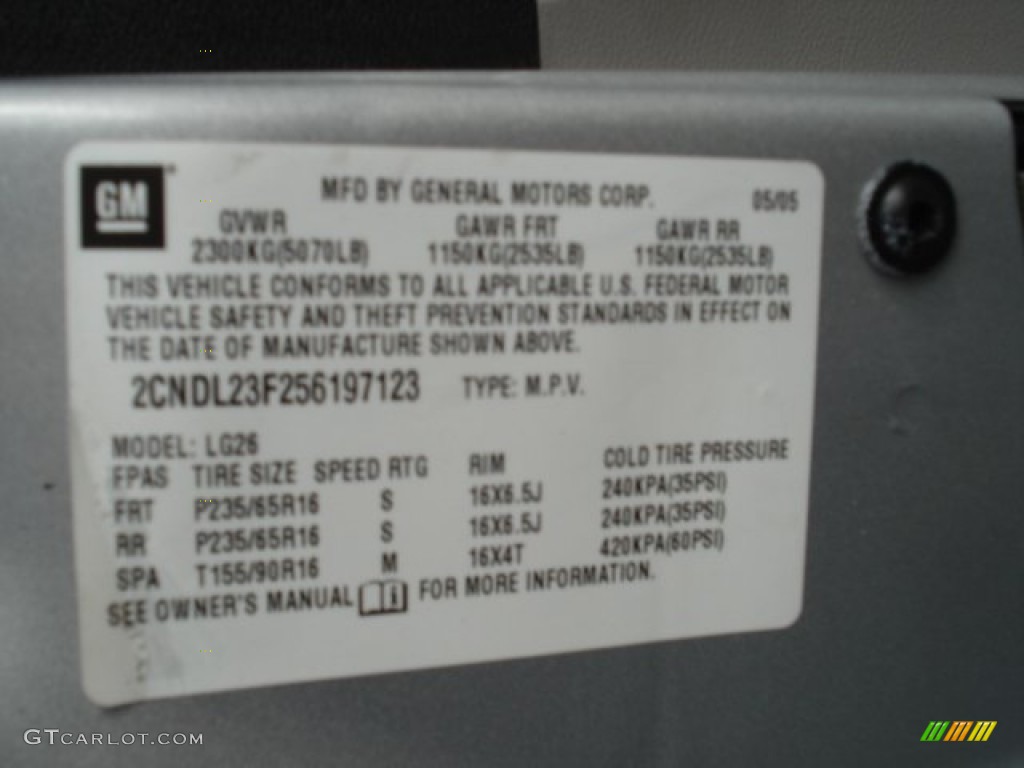 GM
MFD BY GENERAL MOTORS CORP. 05/05
GVWR GAWR FRT GAWR RR
2300KG(5070LB) 1150KG(2535LB) 1150KG(2535LB)
THIS VEHICLE CONFORMS TO ALL APPLICABLE U.S. FEDERAL MOTOR
VEHICLE SAFETY AND THEFT PREVENTION STANDARDS IN EFFECT ON
THE DATE OF MANUFACTURE SHOWN ABOVE.
2CNDL23F256197123 TYPE: M.P.V.
MODEL: LG26
FPAS TIRE SIZE SPEED RTG RIM COLD TIRE PRESSURE
FRT P235/65R16 S 16X6.5J 240KPA(35PSI)
RR P235/65R16 S 16X6.5J 240KPA(35PSI)
SPA T155/90R16 M 16X4T 420KPA(60PSI)
SEE OWNER'S MANUAL FOR MORE INFORMATION.
GTCARLOT.COM